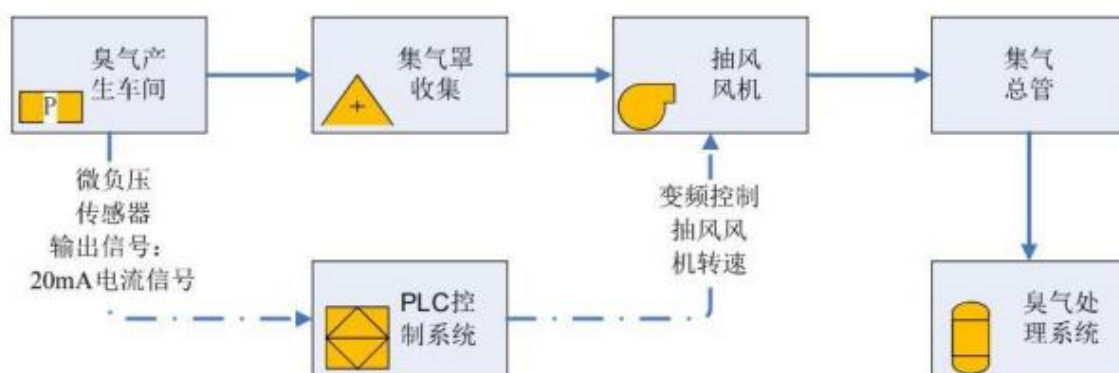 臭气产
生车间
P
集气罩
收集
抽风
风机
集气
总管
微负压
传感器
输出信号：
20mA电流信号
变频控制
抽风风
机转速
PLC控
制系统
臭气处
理系统